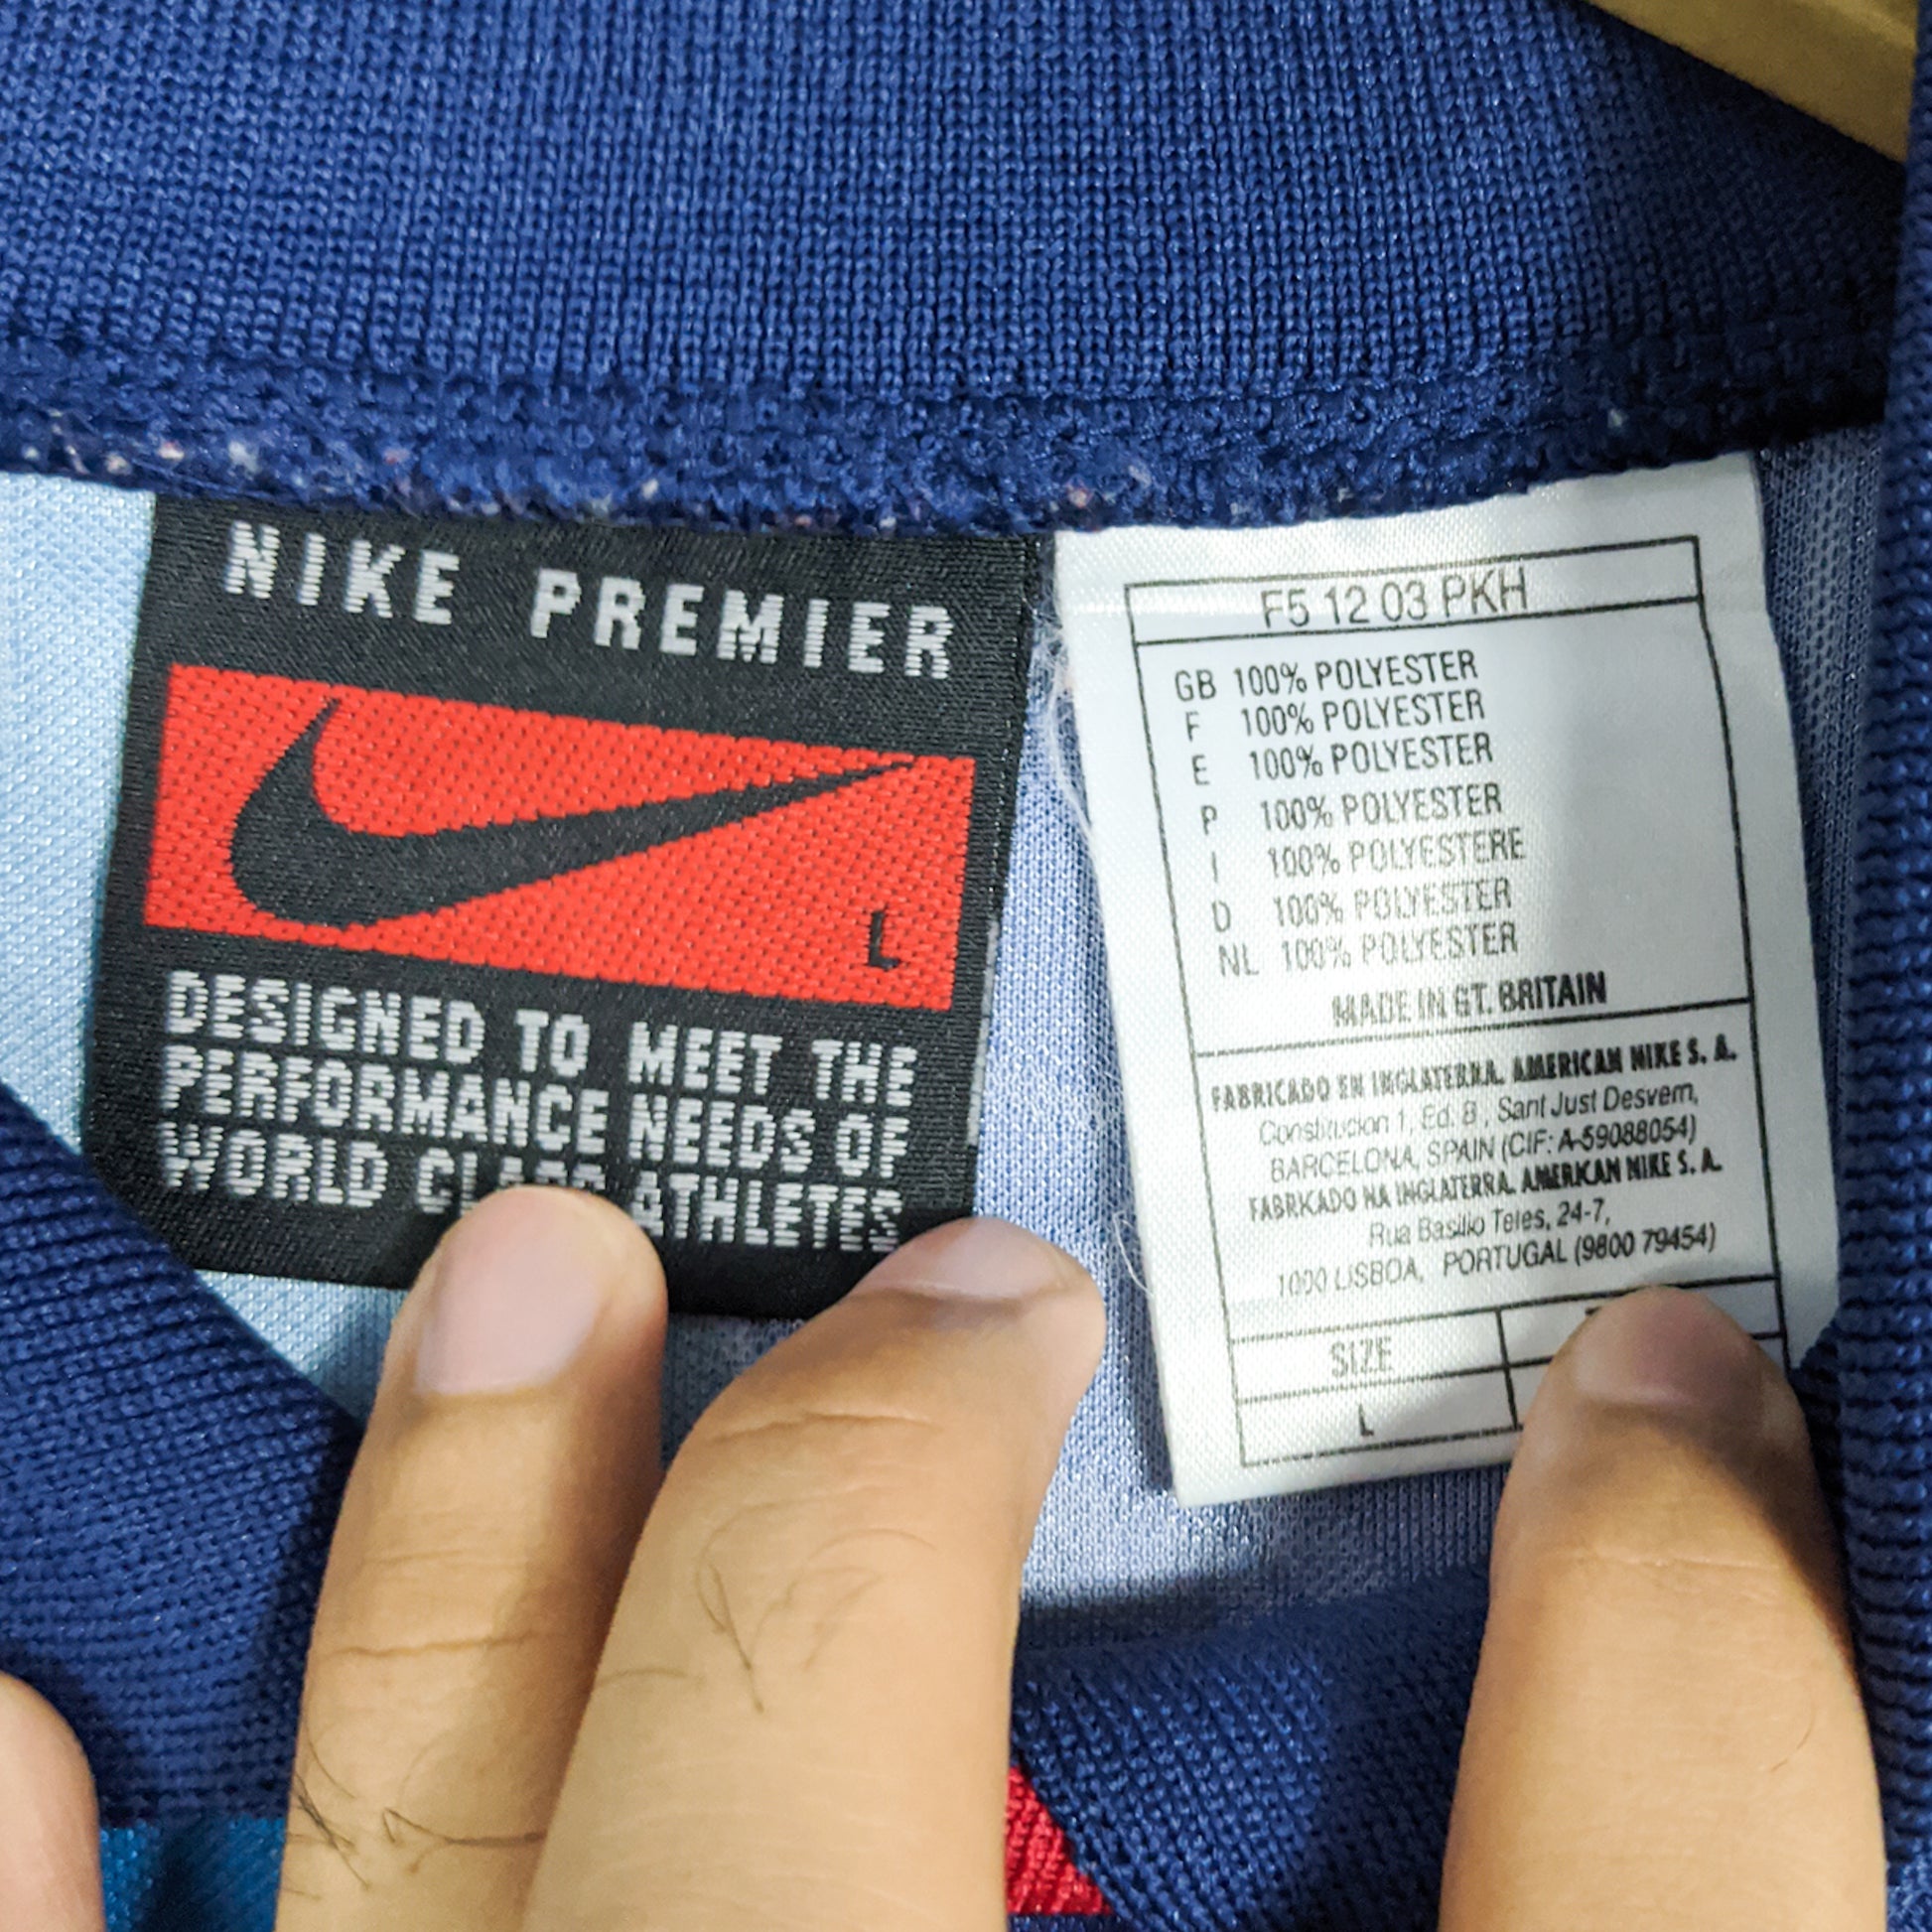 NIKE PREMIER
L
DESIGNED TO MEET THE
PERFORMANCE NEEDS OF
WORLD CLASS ATHLETES
F5 12 03 PKH
GB 100% POLYESTER
F 100% POLYESTER
E 100% POLYESTER
P 100% POLYESTER
I 100% POLYESTERE
D 100% POLYESTER
NL 100% POLYESTER
MADE IN GT. BRITAIN
FABRICADO EN INGLATERRA. AMERICAN NIKE S. A.
Constitucion 1, Ed. B, Sant Just Desvern,
BARCELONA, SPAIN (CIF: A-59088054)
FABRICADO NA INGLATERRA. AMERICAN NIKE S. A.
Rua Basilio Teles, 24-7,
1000 LISBOA, PORTUGAL (9800 79454)
SIZE
L